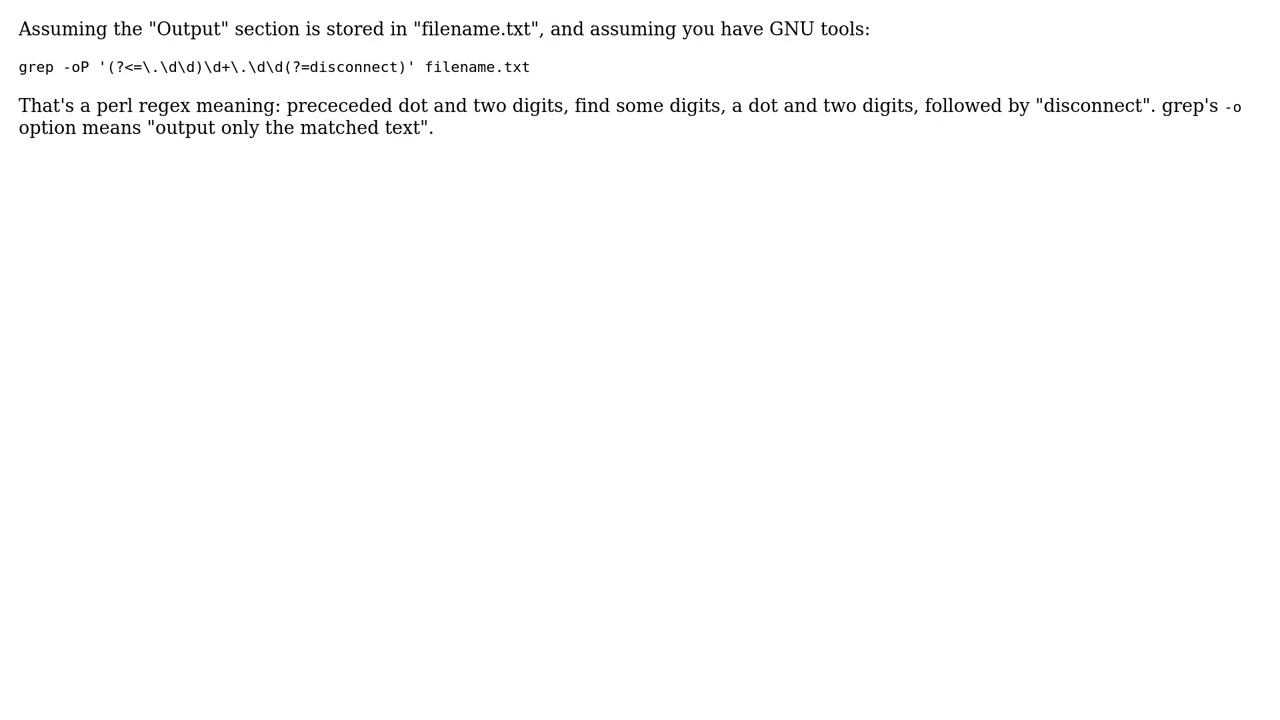 Assuming the "Output" section is stored in "filename.txt", and assuming you have GNU tools:
grep -oP '(?<=\.\d\d)\d+\.\d\d(?=disconnect)' filename.txt
That's a perl regex meaning: prececeded dot and two digits, find some digits, a dot and two digits, followed by "disconnect". grep's -o
option means "output only the matched text".